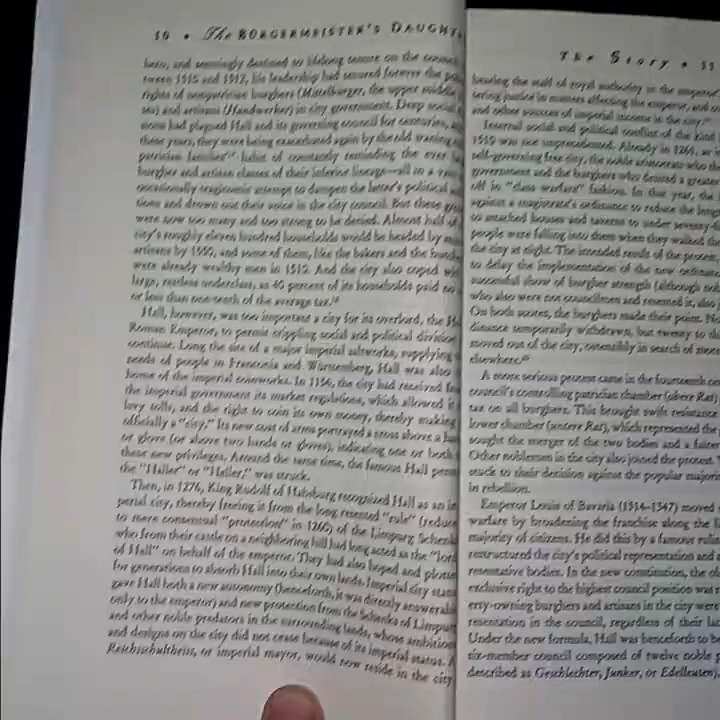 10 • The BÜRGERMEISTER'S DAUGHT
here, and seemingly destined to lifelong tenure on the council
tween 1510 and 1512, his leadership had secured forever the
rights of nonpatrician burghers (Mittelbürger, the upper middle
and artisans (Handwerker) in city government. Deep social
sions had plagued Hall and its governing council for centuries,
these years, they were being exacerbated again by the old
patrician families' habit of constantly reminding the ever
burgher and artisan classes of their inferior lineage—all in a
occasionally attempt to dampen the latter's political
tions and drown out their voice in the city council. But these
were now too many and too strong to be denied. Almost half of
city's roughly eleven hundred households would be headed by
artisans by 1550, and some of them, like the bakers and the
were already wealthy men in 1512. And the city also coped with
large, restless underclass, as 40 percent of its households paid no
or less than one-tenth of the average tax.
Hall, however, was too important a city for its overlord, the
Roman Emperor, to permit crippling social and political division
continue. Long the site of a major imperial saltworks, supplying
needs of people in Franconia and Württemberg, Hall was also
home of the imperial coinworks. In 1156, the city had received
the imperial government its market regulations, which allowed it
levy tolls, and the right to coin its own money, thereby making
officially a "city." Its new coat of arms portrayed a cross above a
or glove (or above two hands or gloves), indicating one or both
these new privileges. Around the same time, the famous Hall
the "Häller" or "Heller," was struck.
Then, in 1276, King Rudolf of Habsburg recognized Hall as an
perial city, thereby freeing it from the long resented "rule" (reduced
to mere consensual "protection" in 1260) of the Limpurg Schenks
who from their castle on a neighboring hill had long acted as the "lords
of Hall" on behalf of the emperor. They had also hoped and
for generations to absorb Hall into their own lands. Imperial city
gave Hall both a new autonomy (henceforth, it was directly answerable
only to the emperor) and new protection from the Schenks of Limpurg
and other noble predators in the surrounding lands, whose ambitions
and designs on the city did not cease because of its imperial status. A
Reichsschultheiss, or imperial mayor, would now reside in the city
The Story • 11
bearing the staff of royal authority in the emperor's
tering justice in matters affecting the emperor, and
and other sources of imperial income in the city.
Internal social and political conflict of the kind
1510 was not unprecedented. Already in 1261, as
self-governing free city, the noble aristocrats who
government and the burghers who desired a greater
off in "class warfare" fashion. In this year, the
against a magistrate's ordinance to reduce the
to attached houses and taverns to under seventy
people were falling into them when they walked the
the city at night. The intended results of the protest,
to delay the implementation of the new ordinance
successful show of burgher strength (although
who also were councilmen and resented it, also
On both scores, the burghers made their point.
dinance temporarily withdrawn, but twenty
moved out of the city, ostensibly in search of
elsewhere.
A more serious protest came in the fourteenth
council's controlling patrician chamber (obere Rat)
tax on all burghers. This brought swift resistance
lower chamber (untere Rat), which represented the
sought the merger of the two bodies and a fairer
Other noblemen in the city also joined the protest.
stuck to their decision against the popular majority
in rebellion.
Emperor Louis of Bavaria (1314–1347) moved
warfare by broadening the franchise along the
majority of citizens. He did this by a famous
restructured the city's political representation and
resentative bodies. In the new constitution, the
exclusive right to the highest council position was
erty-owning burghers and artisans in the city were
resentation in the council, regardless of their
Under the new formula, Hall was henceforth to be
six-member council composed of twelve noble
described as Geschlechter, Junker, or Edelleuten),